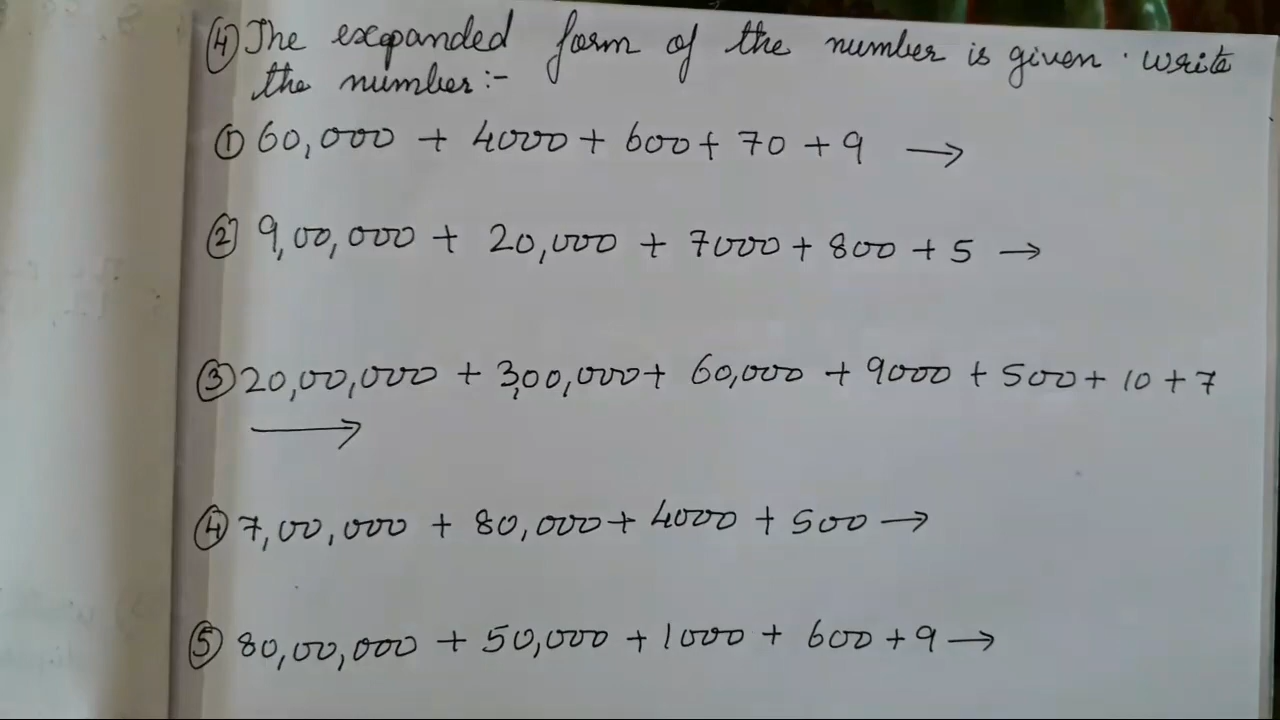 ④ The expanded form of the number is given. write
the number:-
① 60,000 + 4000 + 600 + 70 + 9 →
② 9,00,000 + 20,000 + 7000 + 800 + 5 →
③ 20,00,000 + 3,00,000 + 60,000 + 9000 + 500 + 10 + 7
→
④ 7,00,000 + 80,000 + 4000 + 500 →
⑤ 80,00,000 + 50,000 + 1000 + 600 + 9 →